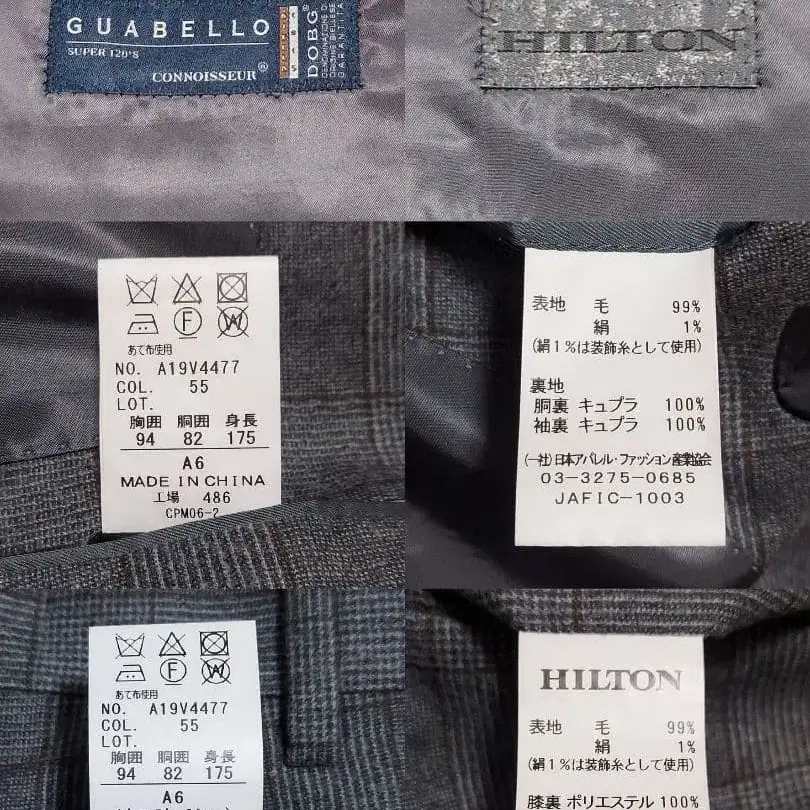 GUABELLO
SUPER 120'S
CONNOISSEUR®
DOBG®
DENOMINAZIONE DI
ORIGINE BIELLESE
GARANTITA
HILTON
あて布使用
NO. A19V4477
COL. 55
LOT.
胸囲 胴囲 身長
94 82 175
A6
MADE IN CHINA
工場 486
CPM06-2
表地 毛 99%
絹 1%
(絹1%は装飾糸として使用)
裏地
胴裏 キュプラ 100%
袖裏 キュプラ 100%
(一社)日本アパレル・ファッション産業協会
03-3275-0685
JAFIC-1003
あて布使用
NO. A19V4477
COL. 55
LOT.
胸囲 胴囲 身長
94 82 175
A6
HILTON
表地 毛 99%
絹 1%
(絹1%は装飾糸として使用)
膝裏 ポリエステル 100%